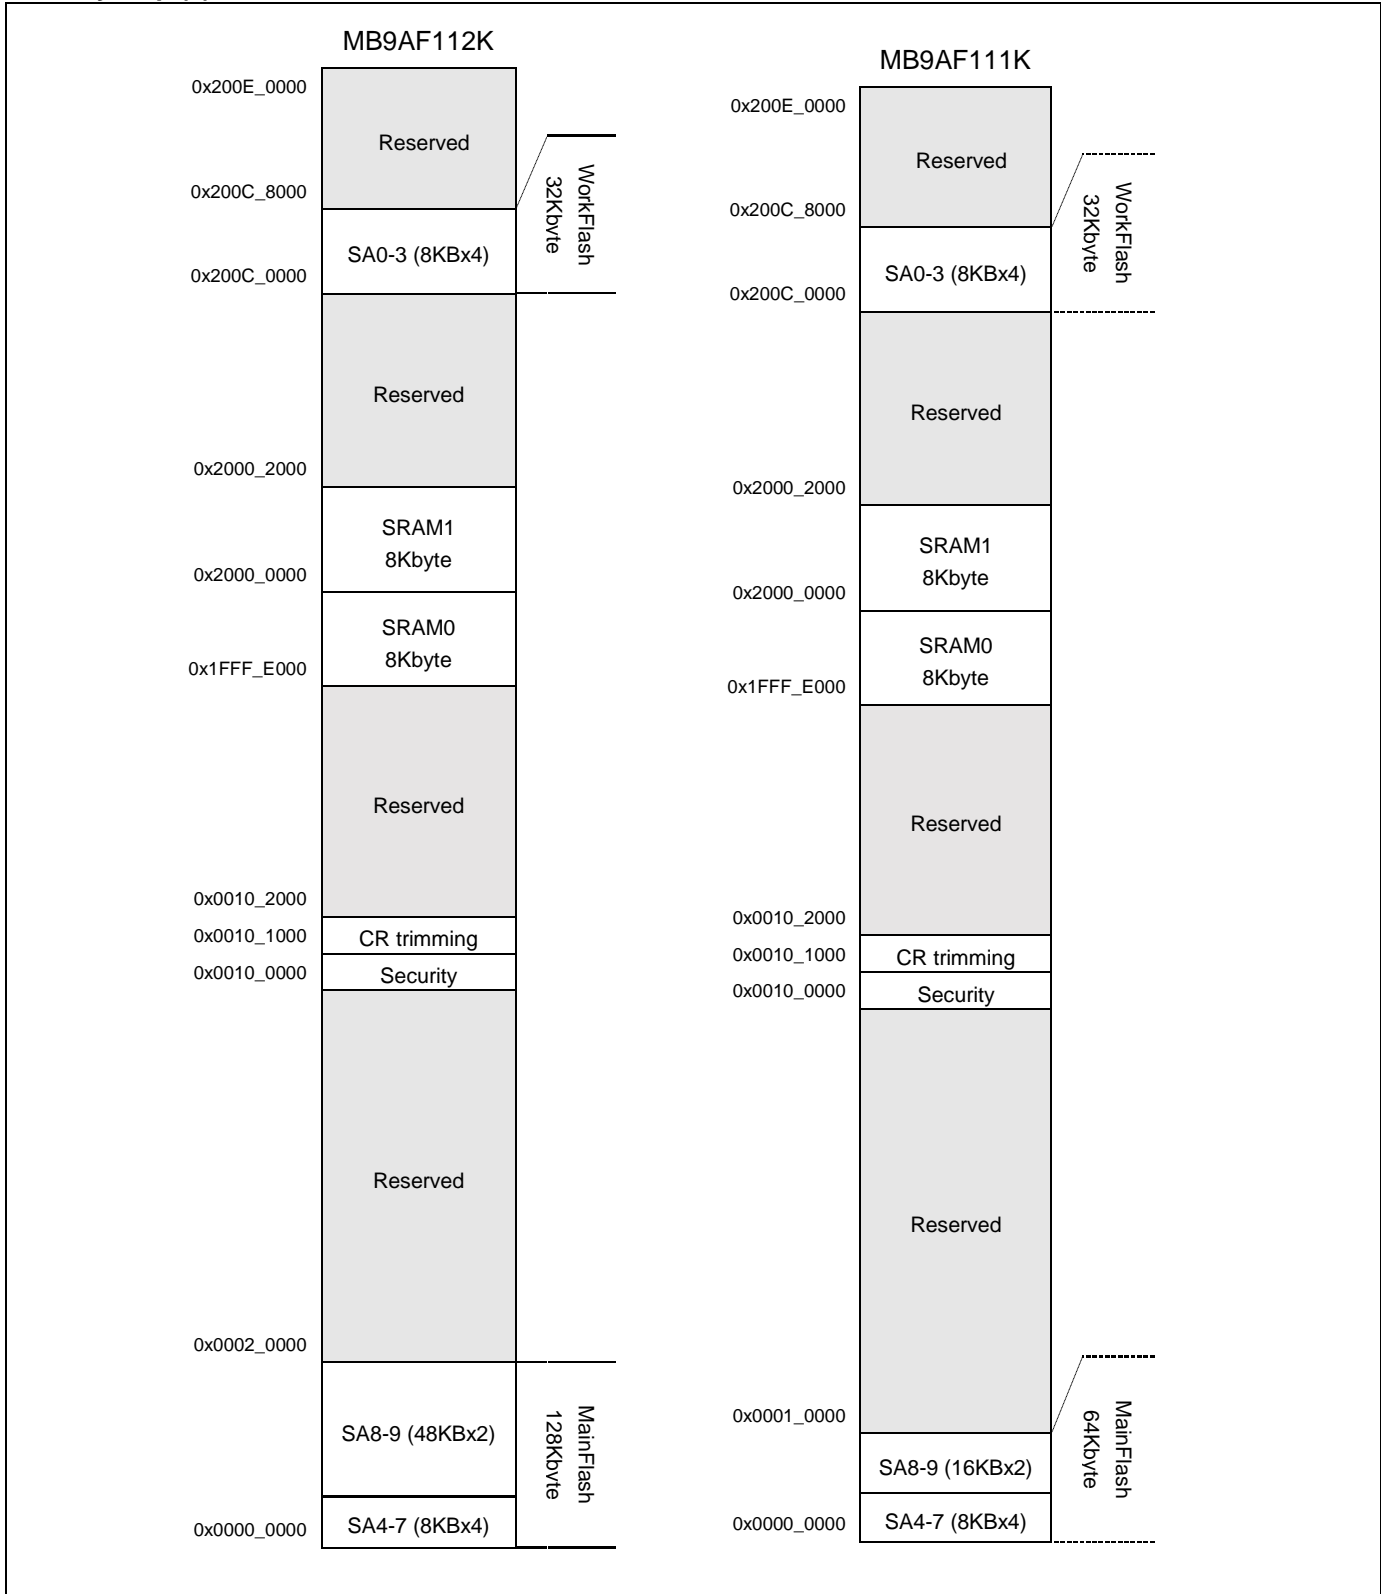 MB9AF112K
0x200E_0000
Reserved
0x200C_8000
WorkFlash
32Kbyte
SA0-3 (8KBx4)
0x200C_0000
Reserved
0x2000_2000
SRAM1
8Kbyte
0x2000_0000
SRAM0
8Kbyte
0x1FFF_E000
Reserved
0x0010_2000
0x0010_1000
CR trimming
0x0010_0000
Security
Reserved
0x0002_0000
SA8-9 (48KBx2)
MainFlash
128Kbyte
0x0000_0000
SA4-7 (8KBx4)
MB9AF111K
0x200E_0000
Reserved
0x200C_8000
WorkFlash
32Kbyte
SA0-3 (8KBx4)
0x200C_0000
Reserved
0x2000_2000
SRAM1
8Kbyte
0x2000_0000
SRAM0
8Kbyte
0x1FFF_E000
Reserved
0x0010_2000
0x0010_1000
CR trimming
0x0010_0000
Security
Reserved
0x0001_0000
MainFlash
64Kbyte
SA8-9 (16KBx2)
0x0000_0000
SA4-7 (8KBx4)